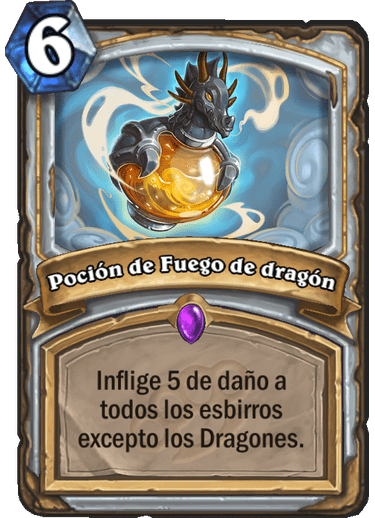 6
Poción de Fuego de dragón
Inflige 5 de daño a
todos los esbirros
excepto los Dragones.